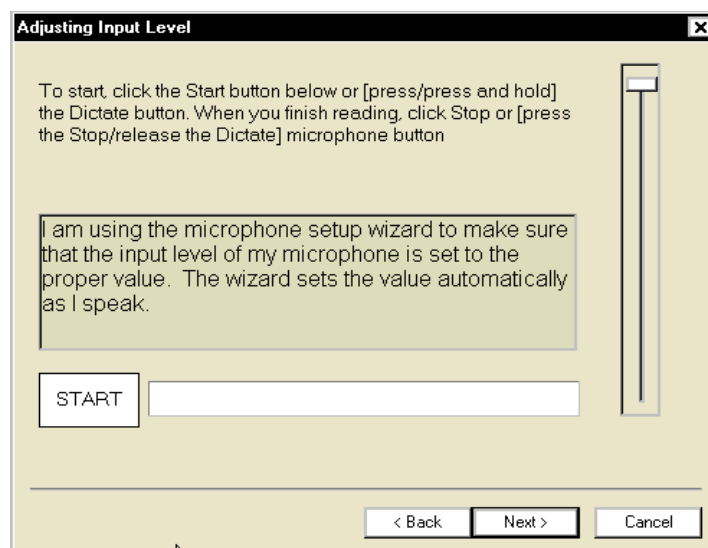 Adjusting Input Level
To start, click the Start button below or [press/press and hold]
the Dictate button. When you finish reading, click Stop or [press
the Stop/release the Dictate] microphone button
I am using the microphone setup wizard to make sure
that the input level of my microphone is set to the
proper value.  The wizard sets the value automatically
as I speak.
START
< Back
Next >
Cancel